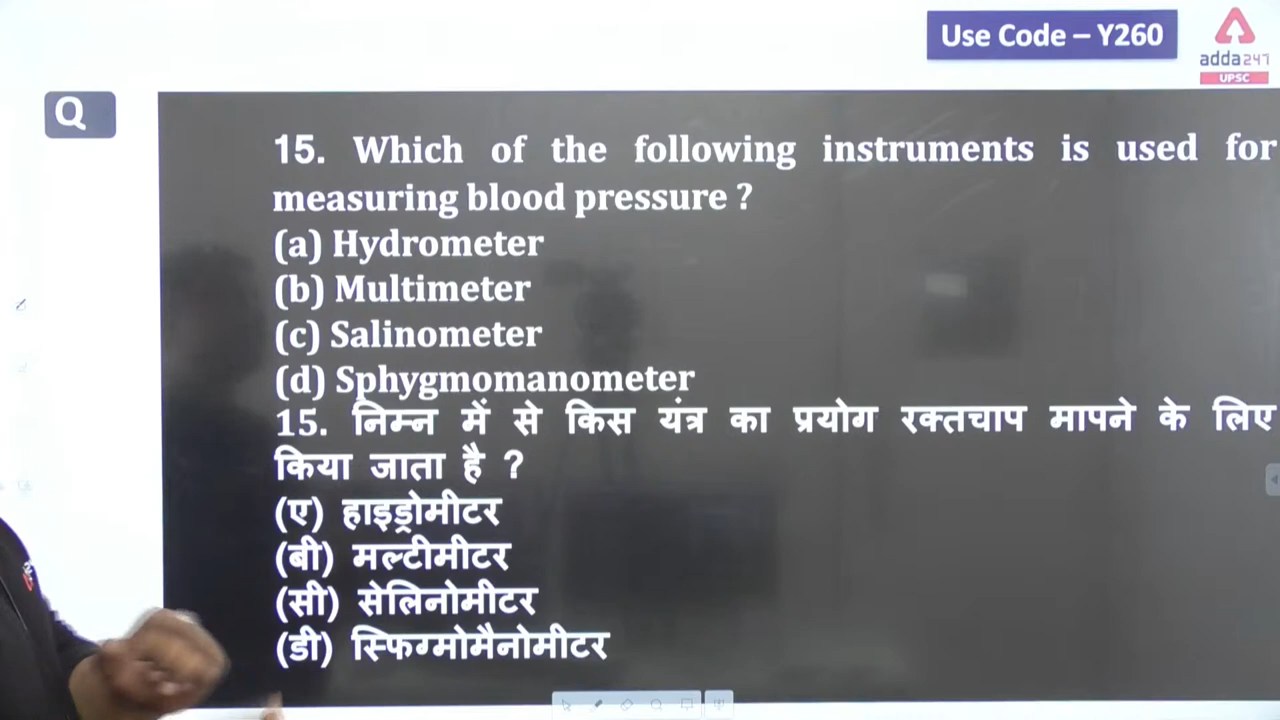 Use Code – Y260
adda247
UPSC
Q
15. Which of the following instruments is used for
measuring blood pressure ?
(a) Hydrometer
(b) Multimeter
(c) Salinometer
(d) Sphygmomanometer
15. निम्न में से किस यंत्र का प्रयोग रक्तचाप मापने के लिए
किया जाता है ?
(ए) हाइड्रोमीटर
(बी) मल्टीमीटर
(सी) सेलिनोमीटर
(डी) स्फिग्मोमैनोमीटर